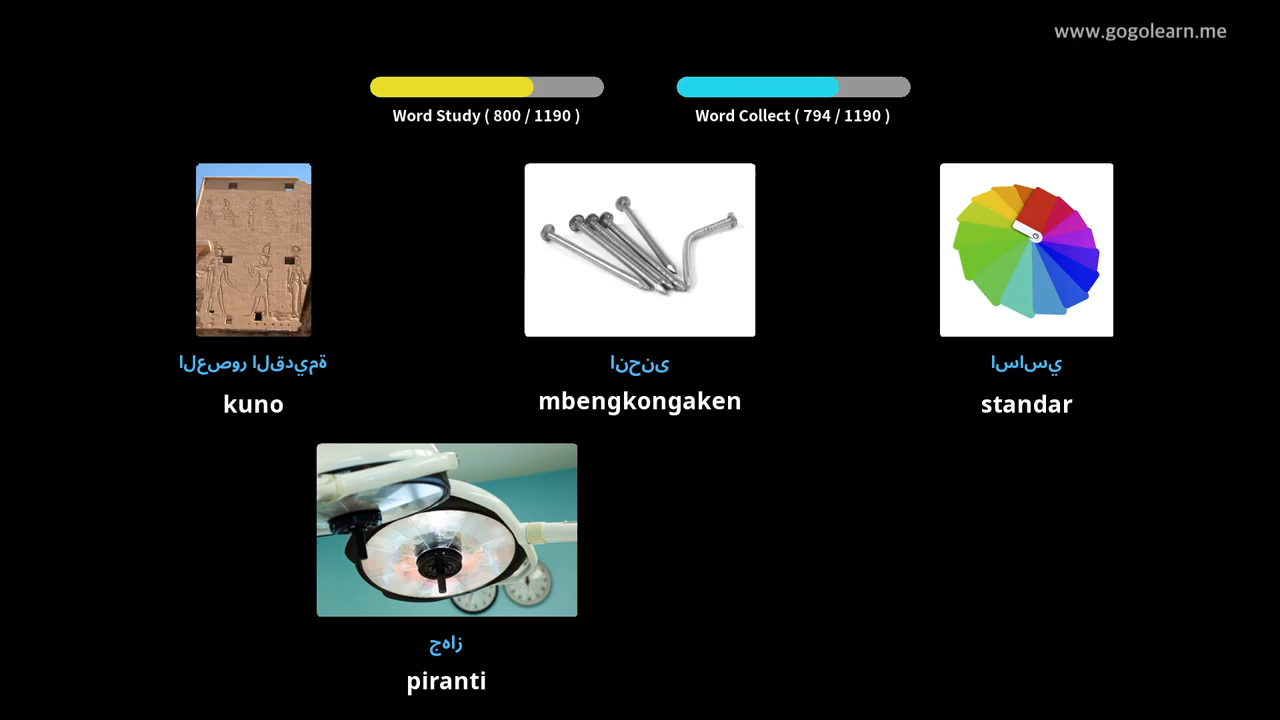 www.gogolearn.me
Word Study ( 800 / 1190 )
Word Collect ( 794 / 1190 )
العصور القديمة
انحنى
اساسي
kuno
mbengkongaken
standar
جهاز
piranti